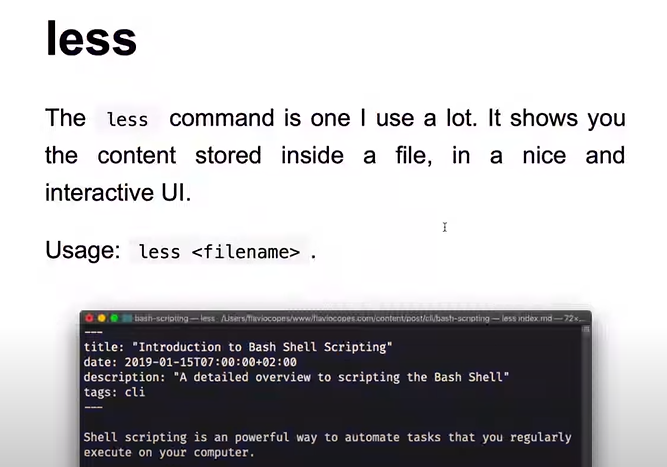 less
The less command is one I use a lot. It shows you
the content stored inside a file, in a nice and
interactive UI.
Usage: less <filename> .
bash-scripting — less /Users/flaviocopes/www/flaviocopes.com/content/post/cli/bash-scripting — less index.md — 72×...
---
title: "Introduction to Bash Shell Scripting"
date: 2019-01-15T07:00:00+02:00
description: "A detailed overview to scripting the Bash Shell"
tags: cli
---
Shell scripting is an powerful way to automate tasks that you regularly
execute on your computer.